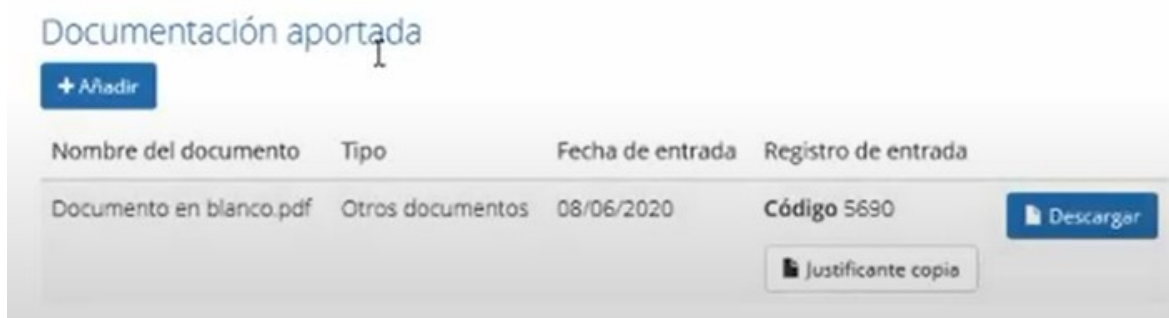 Documentación aportada
+ Añadir
Nombre del documento Tipo Fecha de entrada Registro de entrada
Documento en blanco.pdf Otros documentos 08/06/2020 Código 5690 Descargar
Justificante copia